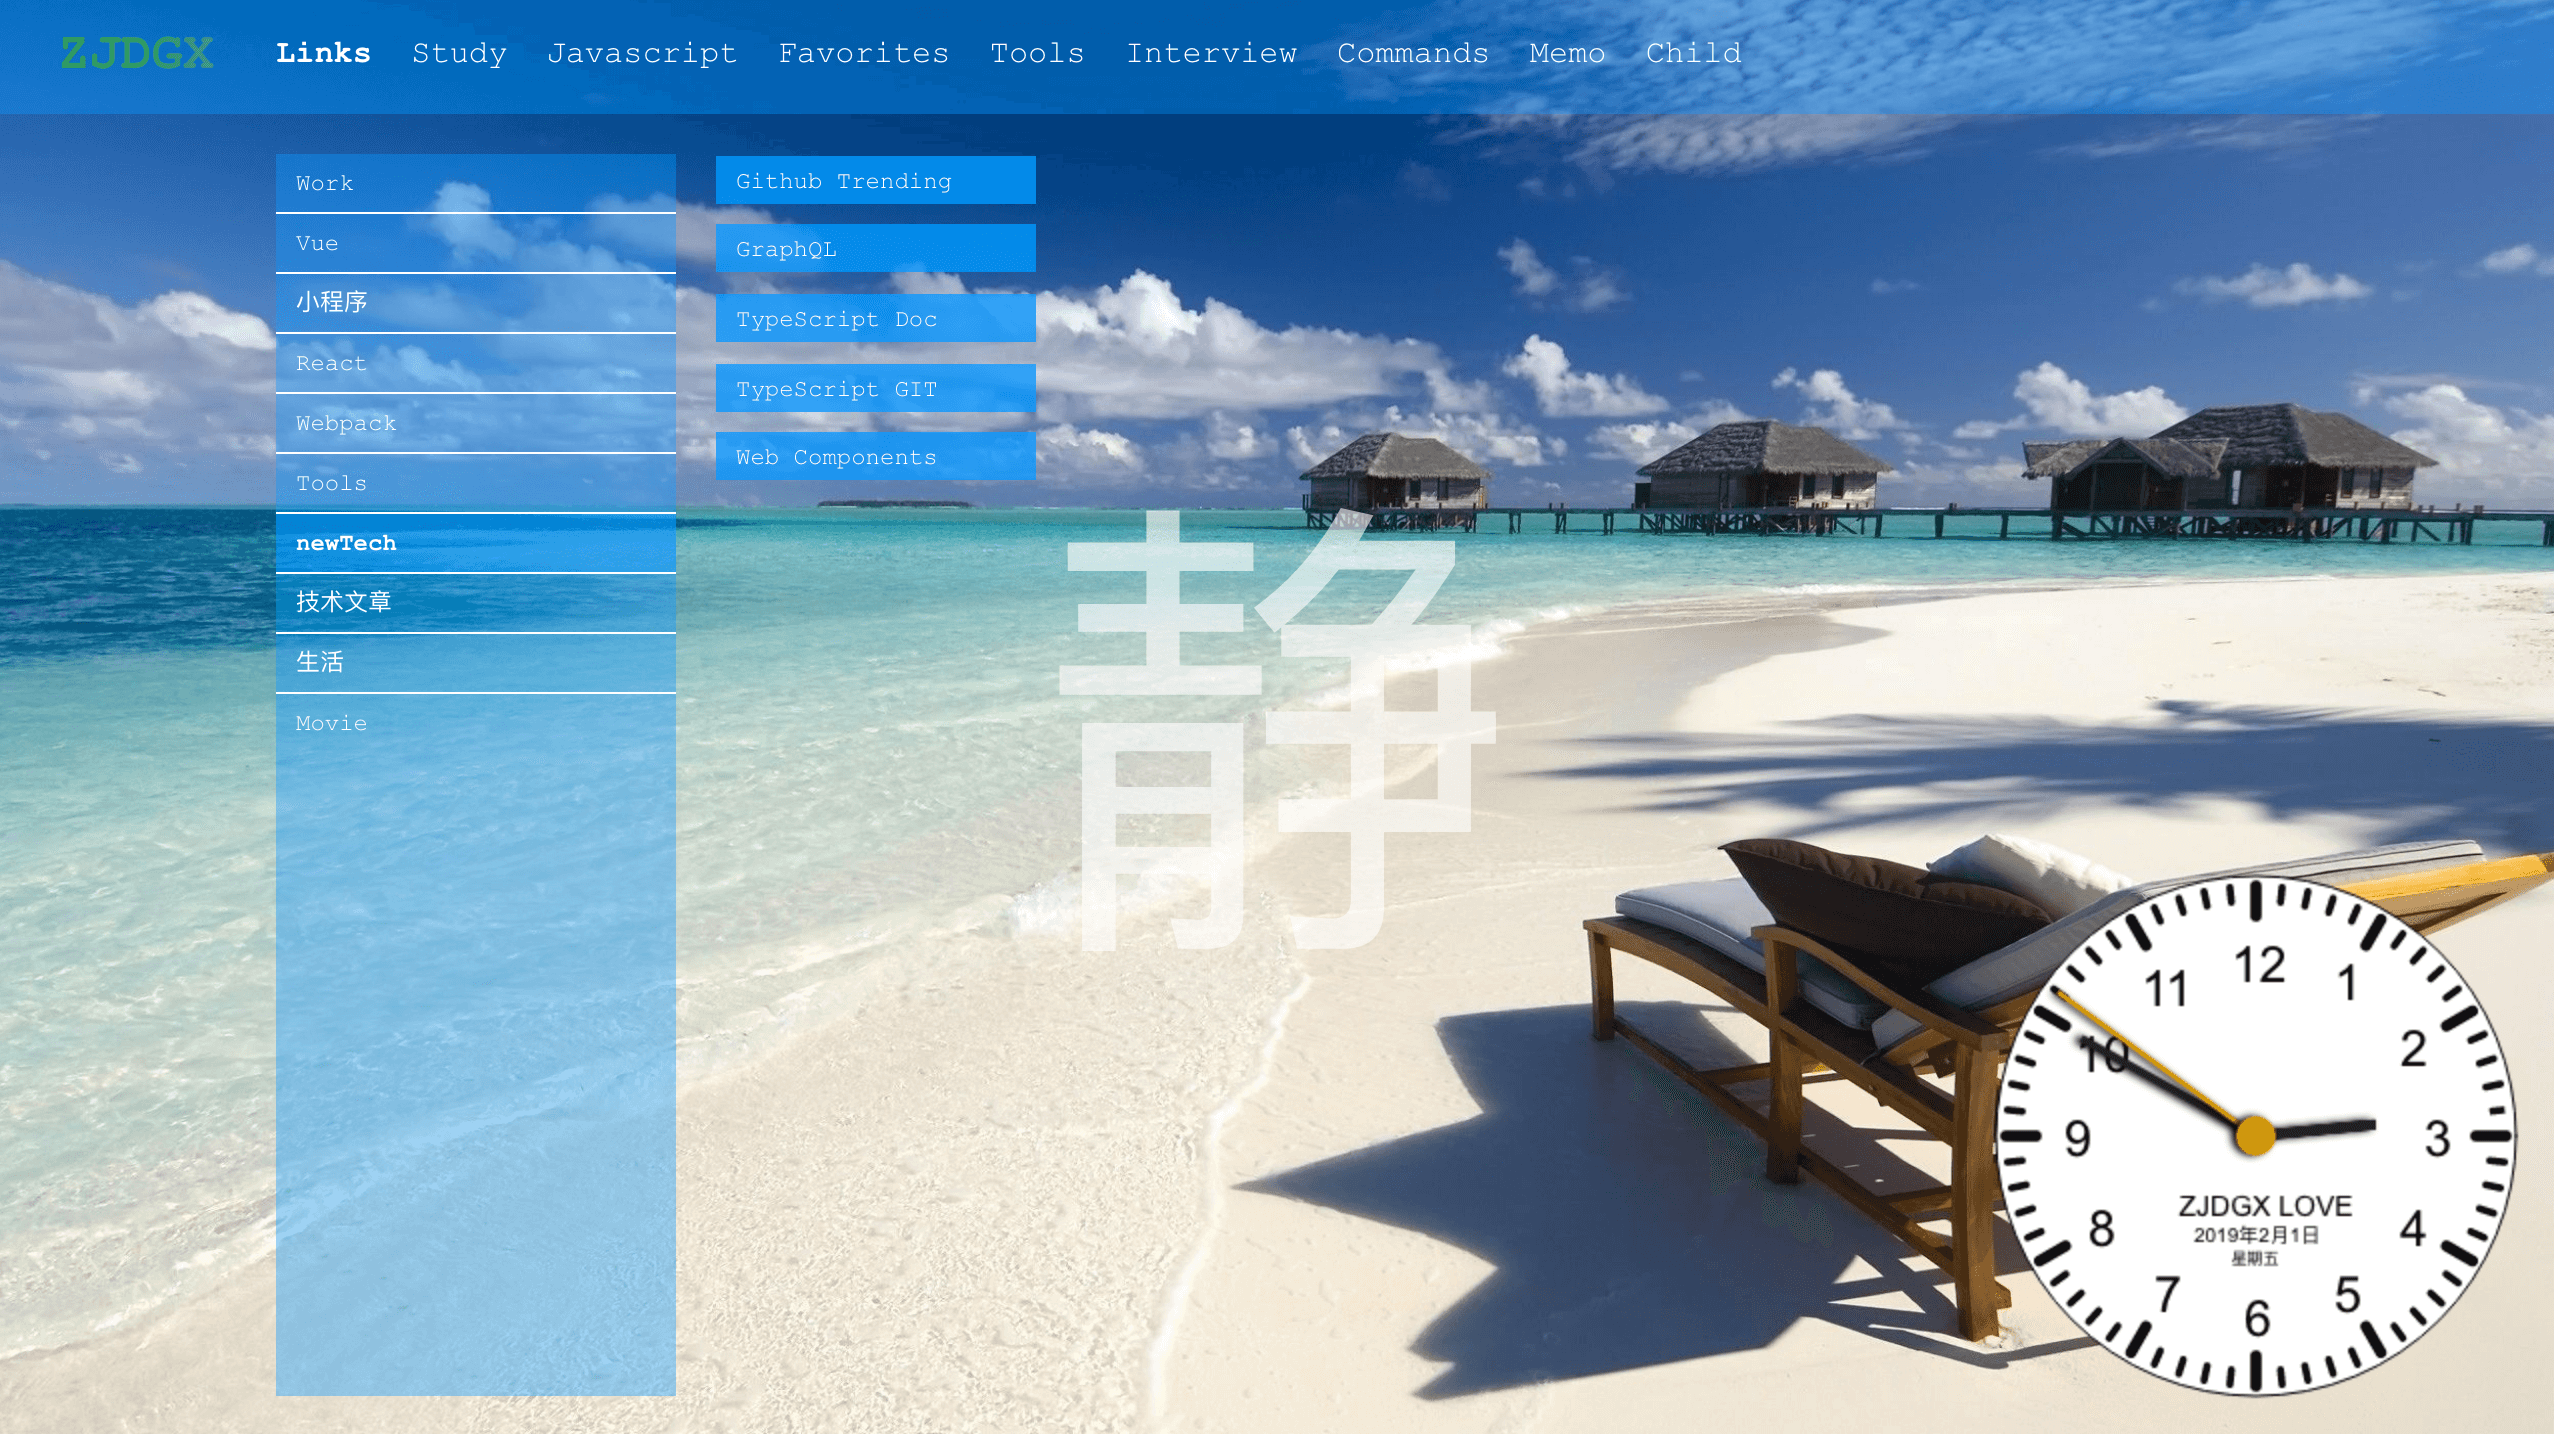 ZJDGX
Links Study Javascript Favorites Tools Interview Commands Memo Child
Work
Vue
小程序
React
Webpack
Tools
newTech
技术文章
生活
Movie
Github Trending
GraphQL
TypeScript Doc
TypeScript GIT
Web Components
静
12
1
2
3
4
5
6
7
8
9
10
11
ZJDGX LOVE
2019年2月1日
星期五